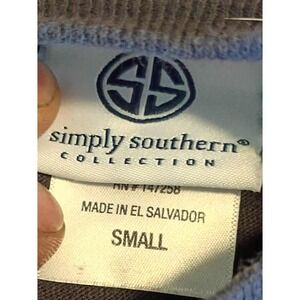 SS
simply southern®
COLLECTION
RN # 147258
MADE IN EL SALVADOR
SMALL